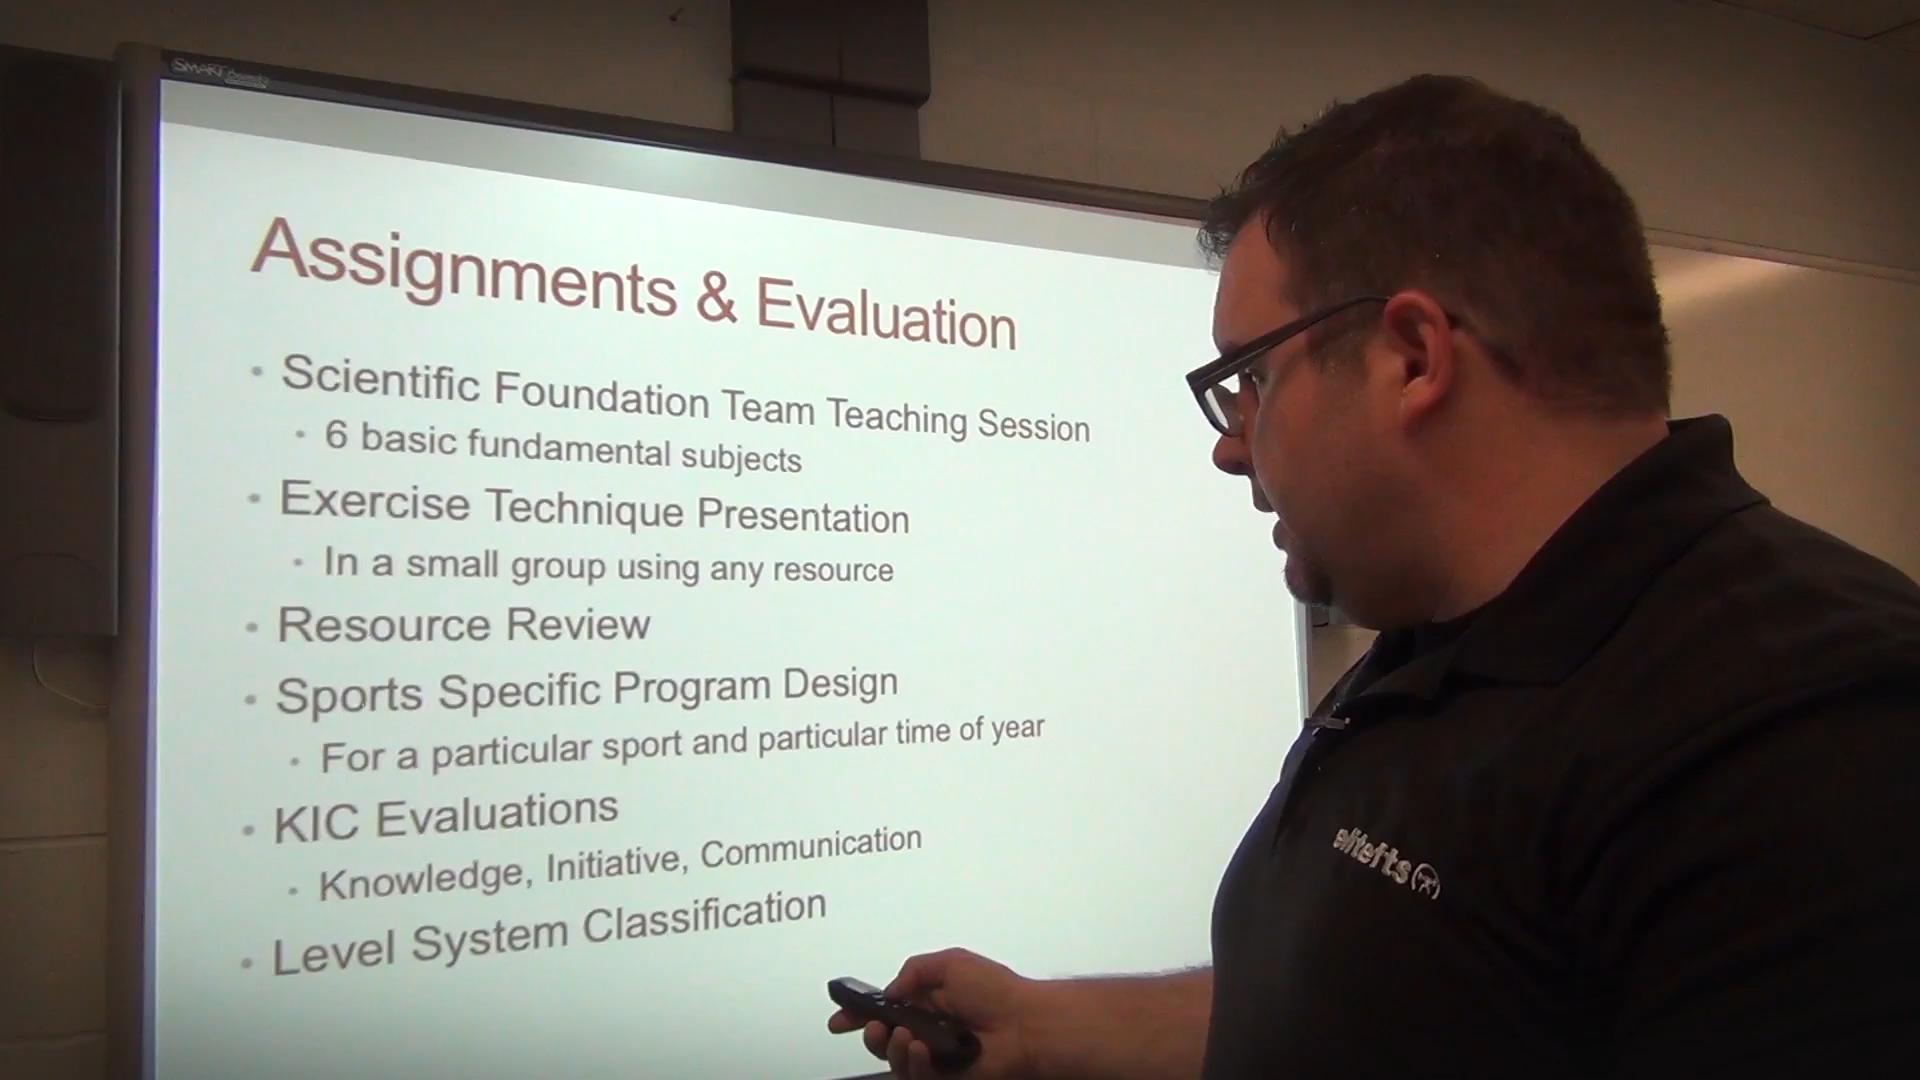 SMART
Assignments & Evaluation
• Scientific Foundation Team Teaching Session
• 6 basic fundamental subjects
• Exercise Technique Presentation
• In a small group using any resource
• Resource Review
• Sports Specific Program Design
• For a particular sport and particular time of year
• KIC Evaluations
• Knowledge, Initiative, Communication
• Level System Classification
elitefts